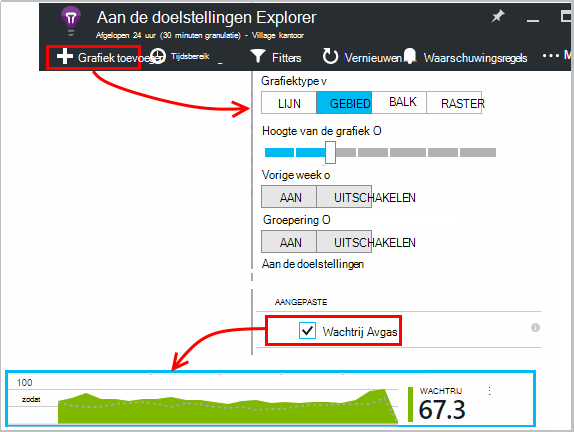 Aan de doelstellingen Explorer
Afgelopen 24 uur (30 minuten granulatie) - Village kantoor
Grafiek toevoegen Tijdsbereik Filters Vernieuwen Waarschuwingsregels ... M
Grafiektype v
LIJN GEBIED BALK RASTER
Hoogte van de grafiek O
Vorige week o
AAN UITSCHAKELEN
Groepering O
AAN UITSCHAKELEN
Aan de doelstellingen
AANGEPASTE
Wachtrij Avgas
100
zodat
WACHTRIJ
67.3